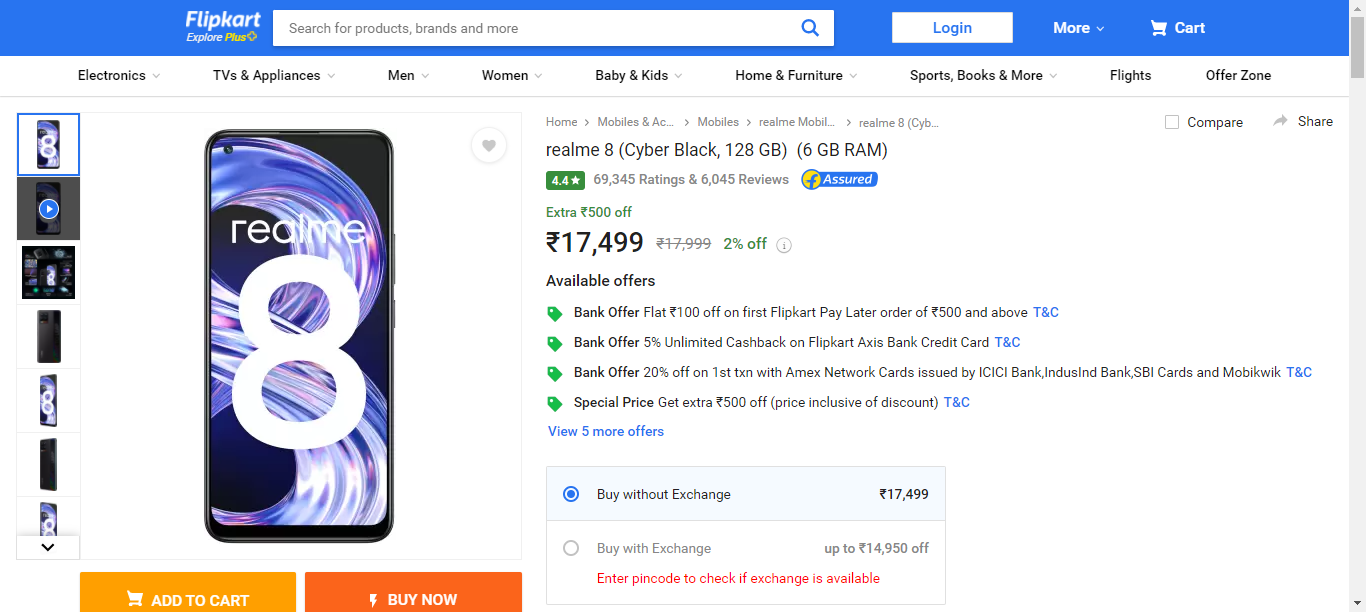 Flipkart
Explore Plus
Search for products, brands and more
Login
More
Cart
Electronics
TVs & Appliances
Men
Women
Baby & Kids
Home & Furniture
Sports, Books & More
Flights
Offer Zone
Home
Mobiles & Ac...
Mobiles
realme Mobil...
realme 8 (Cyb...
Compare
Share
realme 8 (Cyber Black, 128 GB) (6 GB RAM)
4.4★ 69,345 Ratings & 6,045 Reviews Assured
Extra ₹500 off
₹17,499 ₹17,999 2% off
Available offers
Bank Offer Flat ₹100 off on first Flipkart Pay Later order of ₹500 and above T&C
Bank Offer 5% Unlimited Cashback on Flipkart Axis Bank Credit Card T&C
Bank Offer 20% off on 1st txn with Amex Network Cards issued by ICICI Bank,IndusInd Bank,SBI Cards and Mobikwik T&C
Special Price Get extra ₹500 off (price inclusive of discount) T&C
View 5 more offers
Buy without Exchange ₹17,499
Buy with Exchange up to ₹14,950 off
Enter pincode to check if exchange is available
realme
8
8
8
8
ADD TO CART
BUY NOW